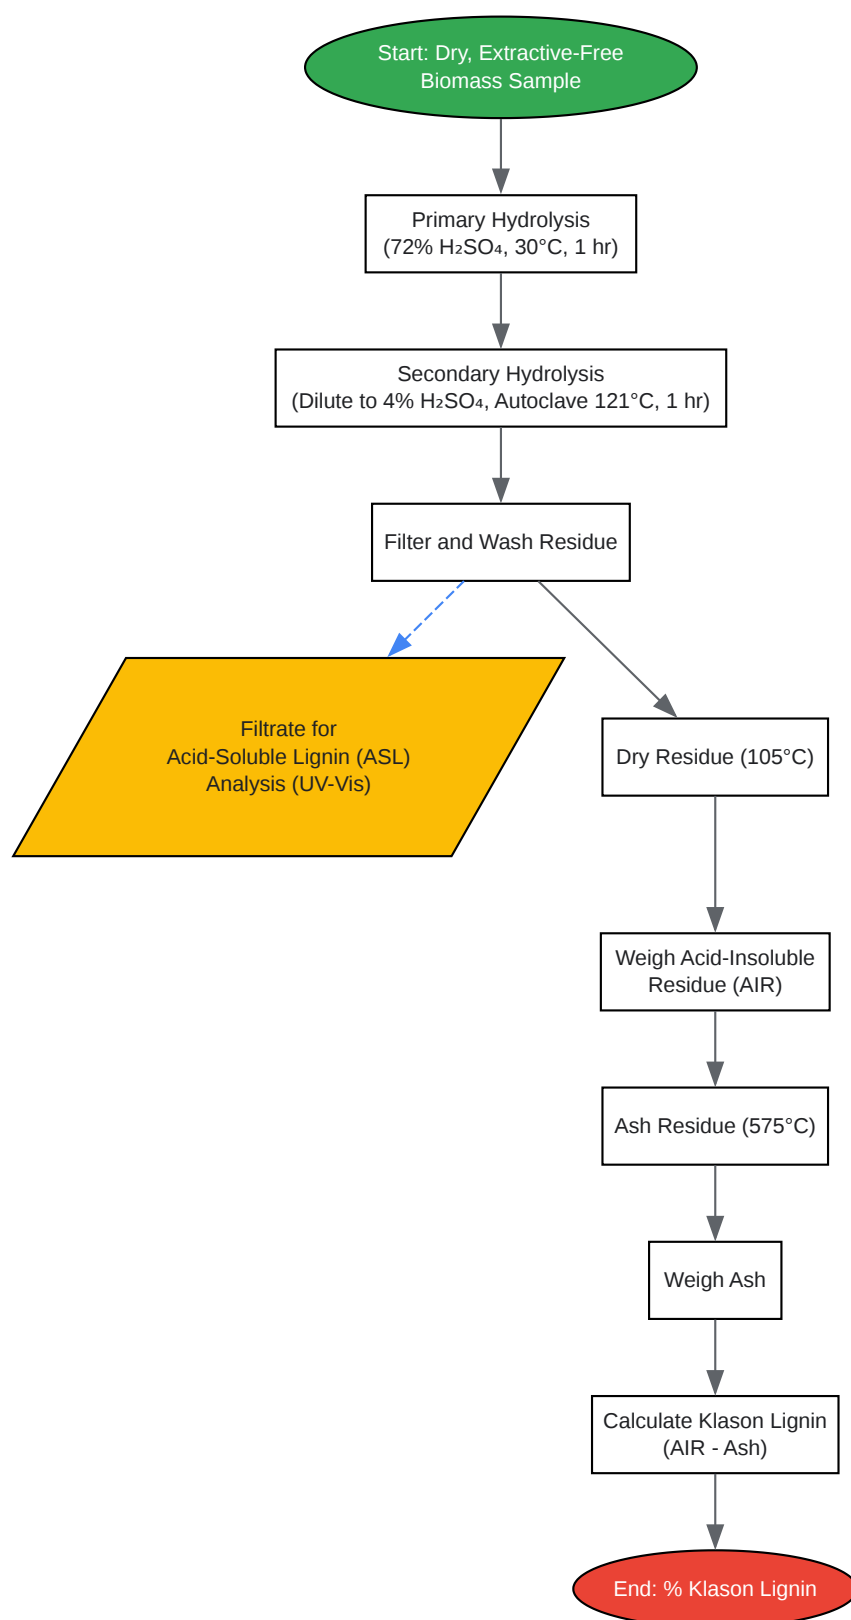 Start: Dry, Extractive-Free
Biomass Sample
Primary Hydrolysis
(72% H₂SO₄, 30°C, 1 hr)
Secondary Hydrolysis
(Dilute to 4% H₂SO₄, Autoclave 121°C, 1 hr)
Filter and Wash Residue
Filtrate for
Acid-Soluble Lignin (ASL)
Analysis (UV-Vis)
Dry Residue (105°C)
Weigh Acid-Insoluble
Residue (AIR)
Ash Residue (575°C)
Weigh Ash
Calculate Klason Lignin
(AIR - Ash)
End: % Klason Lignin